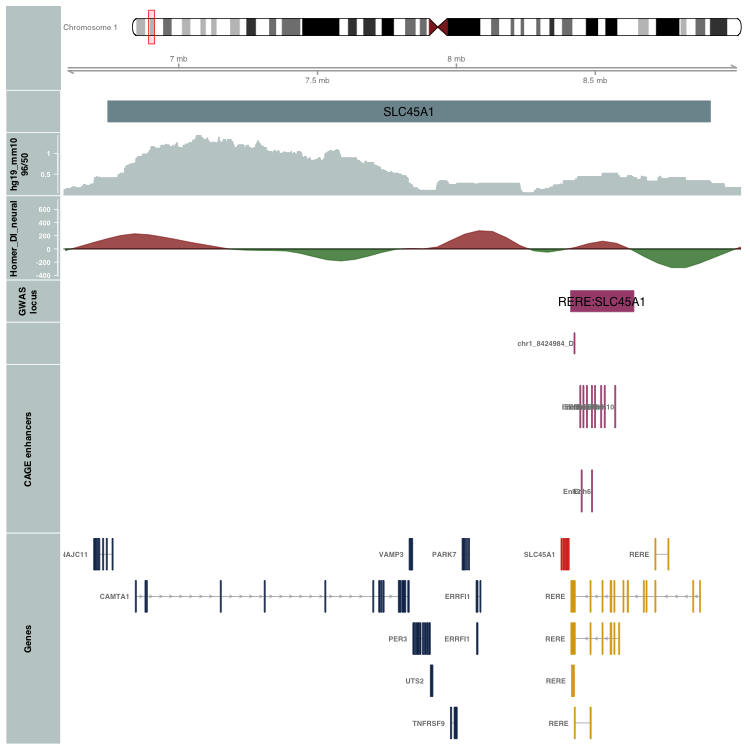 Chromosome 1
7 mb
8 mb
7.5 mb
8.5 mb
SLC45A1
hg19_mm10
96/50
1
0.5
Homer_DI_neural
600
400
200
0
-200
-400
GWAS
locus
RERE:SLC45A1
chr1_8424984_D
CAGE enhancers
Genes
NAJC11
VAMP3
PARK7
SLC45A1
RERE
CAMTA1
ERRFI1
RERE
PER3
ERRFI1
RERE
UTS2
RERE
TNFRSF9
RERE